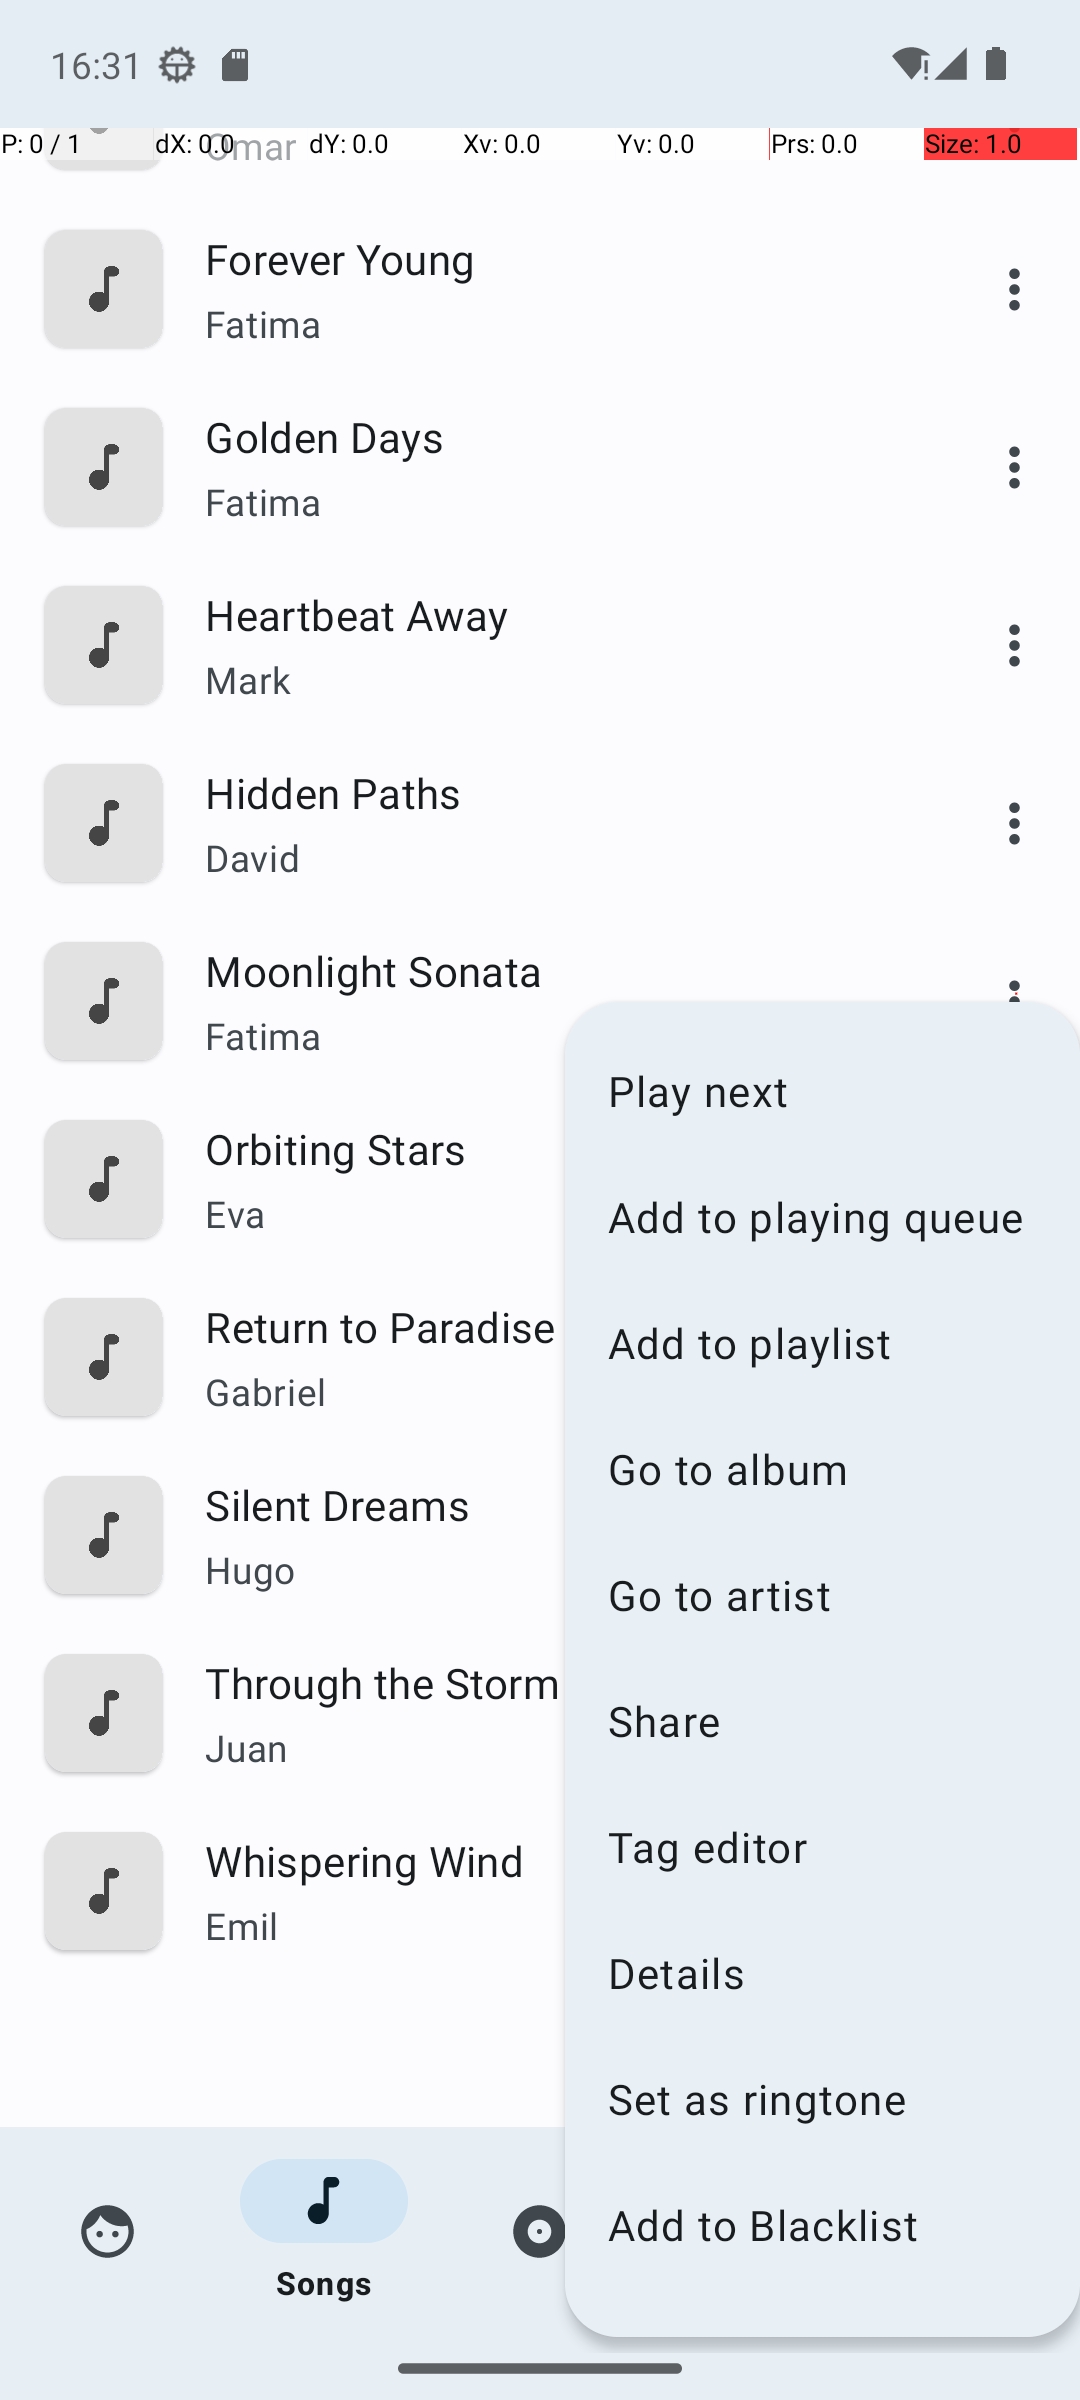 16:31
P: 0 / 1 dX: 0.0 dY: 0.0 Xv: 0.0 Yv: 0.0 Prs: 0.0 Size: 1.0
Omar
Forever Young
Fatima
Golden Days
Fatima
Heartbeat Away
Mark
Hidden Paths
David
Moonlight Sonata
Fatima
Orbiting Stars
Eva
Return to Paradise
Gabriel
Silent Dreams
Hugo
Through the Storm
Juan
Whispering Wind
Emil
Play next
Add to playing queue
Add to playlist
Go to album
Go to artist
Share
Tag editor
Details
Set as ringtone
Add to Blacklist
Songs